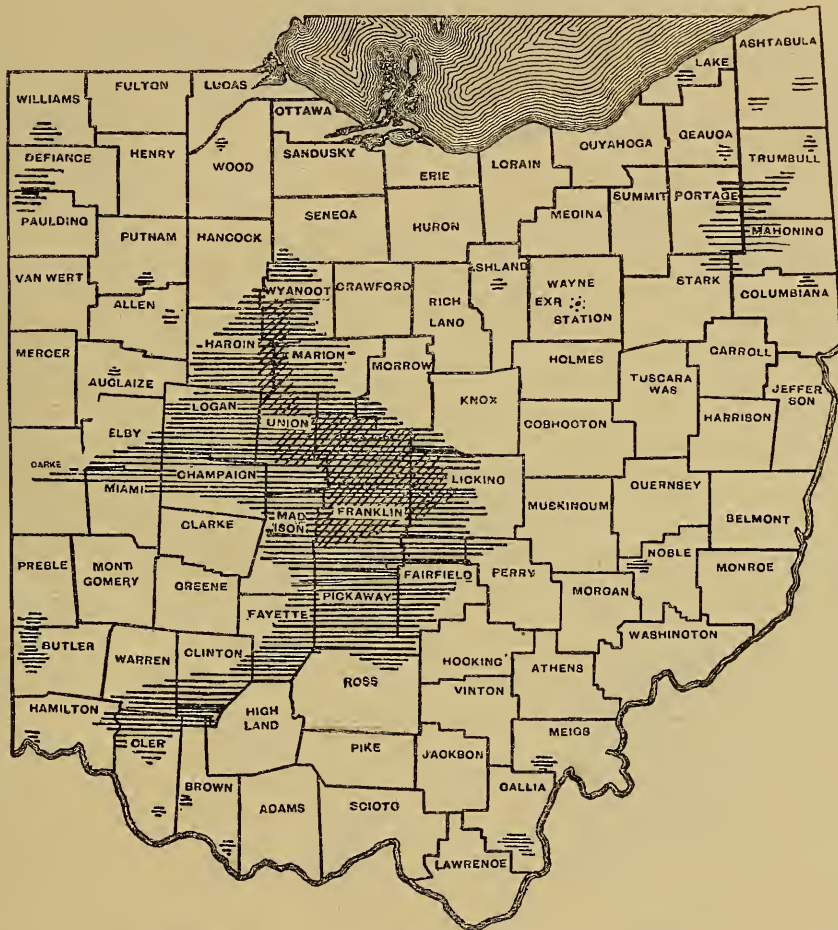 ASHTABULA
LAKE
FULTON
LUCAS
WILLIAMS
OTTAWA
CUYAHOGA
GEAUGA
TRUMBULL
DEFIANCE
HENRY
WOOD
SANDUSKY
ERIE
LORAIN
SUMMIT
PORTAGE
MEDINA
PAULDING
SENECA
HURON
MAHONING
PUTNAM
HANCOCK
VAN WERT
ASHLAND
WAYNE
STARK
COLUMBIANA
WYANDOT
CRAWFORD
RICH
LAND
EXP.
STATION
ALLEN
HARDIN
MARION
MERCER
MORROW
HOLMES
CARROLL
TUSCARA
WAS
JEFFER
SON
AUGLAIZE
KNOX
LOGAN
HARRISON
UNION
COSHOCTON
ELBY
DARKE
CHAMPAIGN
LICKING
GUERNSEY
MIAMI
MUSKINGUM
FRANKLIN
MAD
ISON
BELMONT
CLARKE
NOBLE
PREBLE
MONT
GOMERY
PERRY
MONROE
FAIRFIELD
GREENE
PICKAWAY
MORGAN
FAYETTE
WASHINGTON
BUTLER
WARREN
CLINTON
HOCKING
ATHENS
ROSS
VINTON
HAMILTON
HIGH
LAND
MEIGS
CLER
PIKE
JACKSON
BROWN
GALLIA
ADAMS
SCIOTO
LAWRENCE